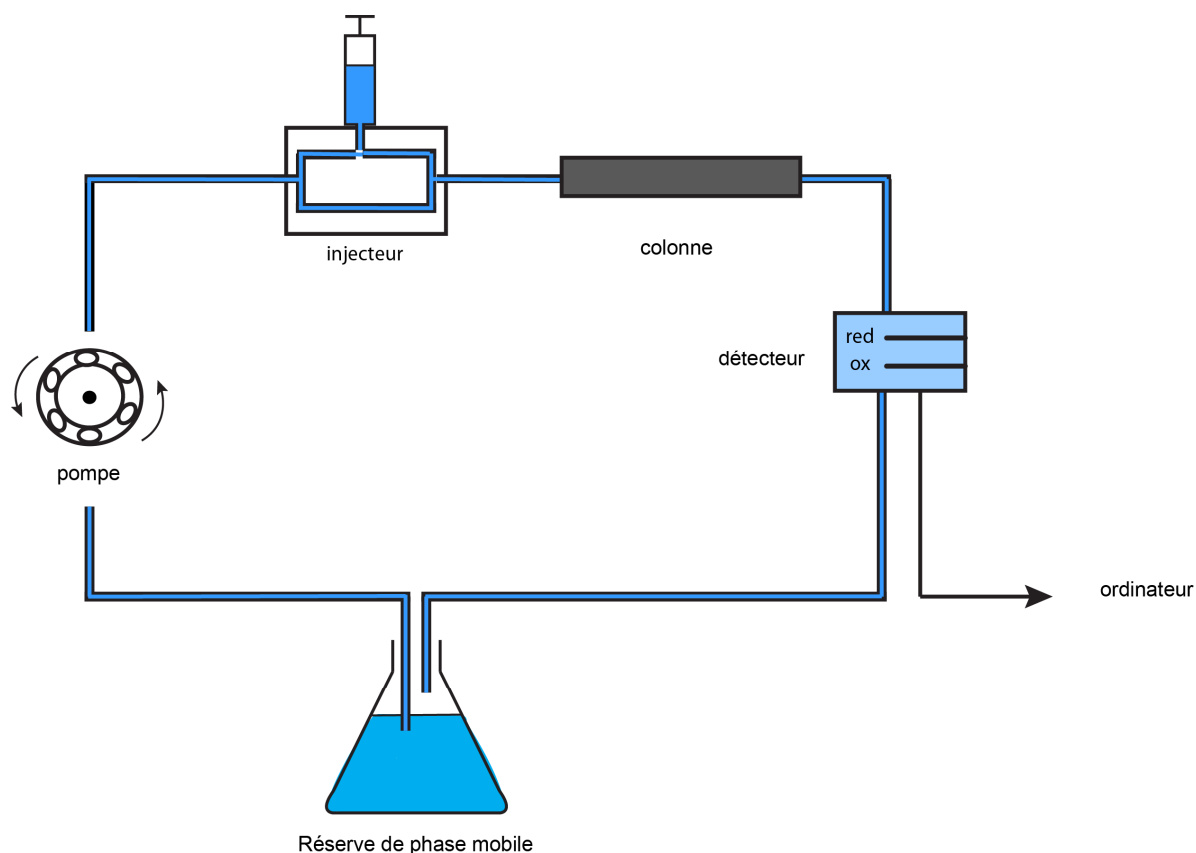 injecteur
colonne
red
détecteur
ox
pompe
ordinateur
Réserve de phase mobile